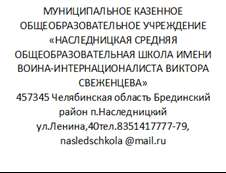 МУНИЦИПАЛЬНОЕ КАЗЕННОЕ
ОБЩЕОБРАЗОВАТЕЛЬНОЕ УЧРЕЖДЕНИЕ
«НАСЛЕДНИЦКАЯ СРЕДНЯЯ
ОБЩЕОБРАЗОВАТЕЛЬНАЯ ШКОЛА ИМЕНИ
ВОИНА-ИНТЕРНАЦИОНАЛИСТА ВИКТОРА
СВЕЖЕНЦЕВА»
457345 Челябинская область Брединский
район п.Наследницкий
ул.Ленина,40тел.8351417777-79,
nasledschkola @mail.ru